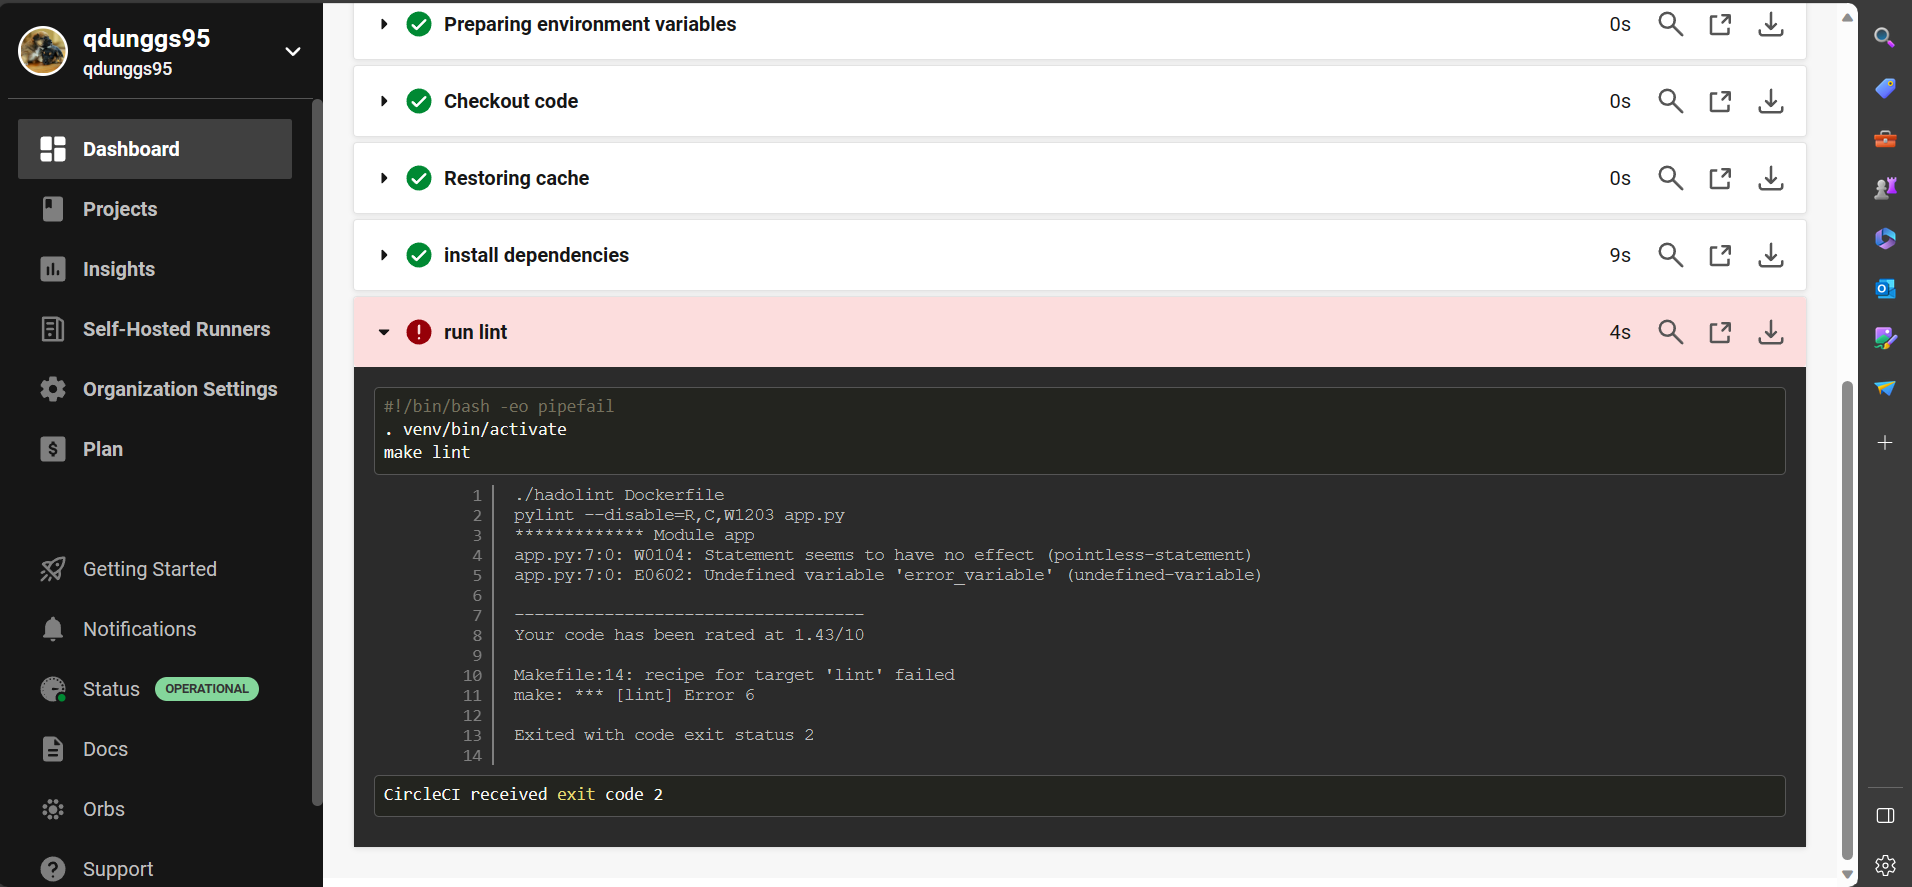 qdunggs95
qdunggs95
Dashboard
Projects
Insights
Self-Hosted Runners
Organization Settings
Plan
Getting Started
Notifications
Status OPERATIONAL
Docs
Orbs
Support
Preparing environment variables 0s
Checkout code 0s
Restoring cache 0s
install dependencies 9s
run lint 4s
#!/bin/bash -eo pipefail
. venv/bin/activate
make lint
1 ./hadolint Dockerfile
2 pylint --disable=R,C,W1203 app.py
3 ************* Module app
4 app.py:7:0: W0104: Statement seems to have no effect (pointless-statement)
5 app.py:7:0: E0602: Undefined variable 'error_variable' (undefined-variable)
6
7 -----------------------------------
8 Your code has been rated at 1.43/10
9
10 Makefile:14: recipe for target 'lint' failed
11 make: *** [lint] Error 6
12
13 Exited with code exit status 2
14
CircleCI received exit code 2